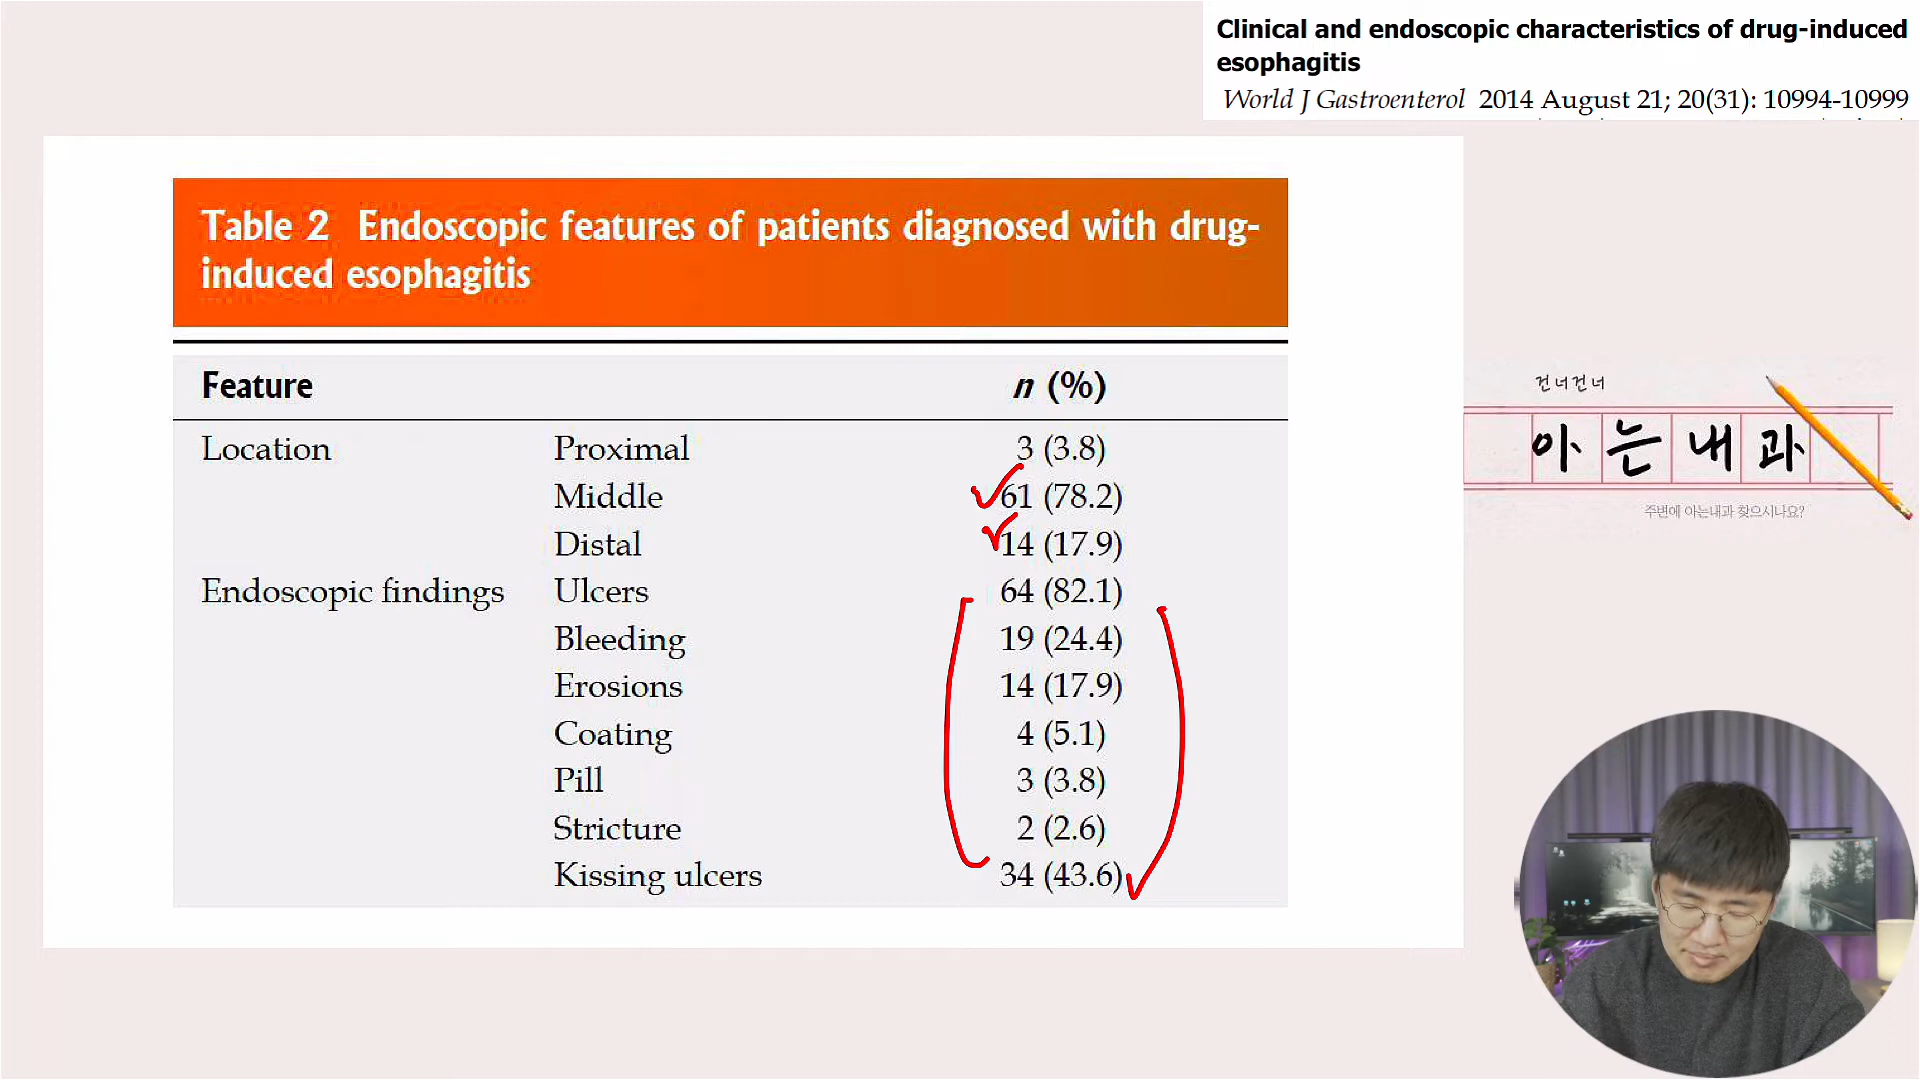 Clinical and endoscopic characteristics of drug-induced
esophagitis
World J Gastroenterol 2014 August 21; 20(31): 10994-10999
Table 2 Endoscopic features of patients diagnosed with drug-
induced esophagitis
Feature n (%)
Location Proximal 3 (3.8)
Middle 61 (78.2)
Distal 14 (17.9)
Endoscopic findings Ulcers 64 (82.1)
Bleeding 19 (24.4)
Erosions 14 (17.9)
Coating 4 (5.1)
Pill 3 (3.8)
Stricture 2 (2.6)
Kissing ulcers 34 (43.6)
건너건너
아는내과
주변에 아는내과 찾으시나요?